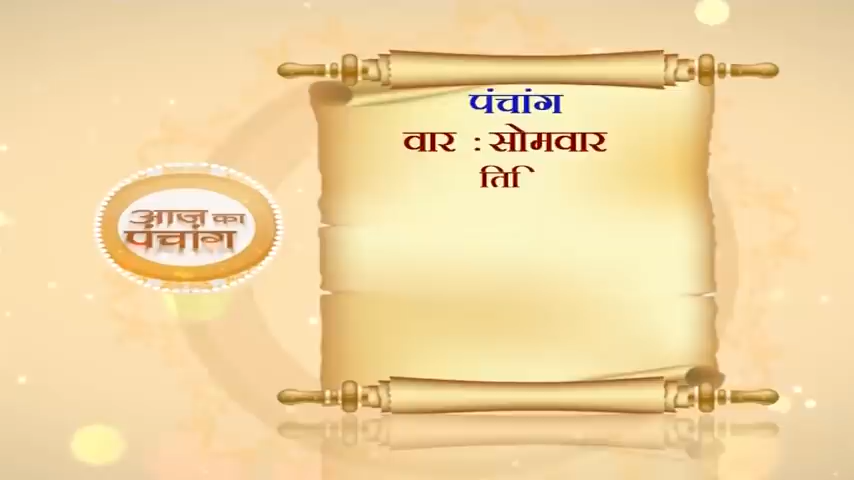 पंचांग
वार : सोमवार
आज का
पंचांग